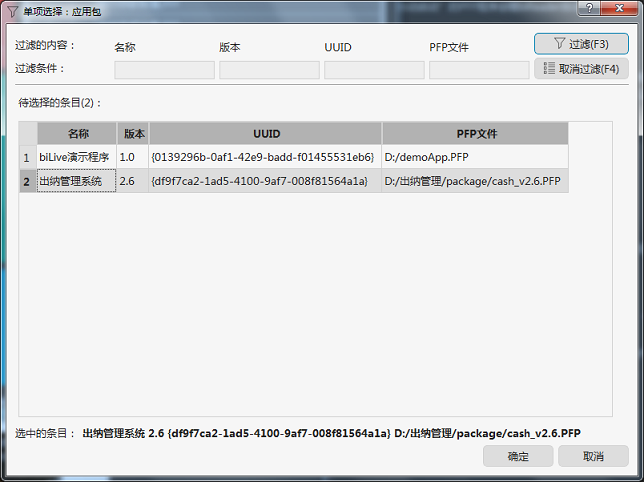 单项选择：应用包
过滤的内容： 名称 版本 UUID PFP文件 过滤(F3)
过滤条件： 取消过滤(F4)
待选择的条目(2)：
名称 版本 UUID PFP文件
1 biLive演示程序 1.0 {0139296b-0af1-42e9-badd-f01455531eb6} D:/demoApp.PFP
2 出纳管理系统 2.6 {df9f7ca2-1ad5-4100-9af7-008f81564a1a} D:/出纳管理/package/cash_v2.6.PFP
选中的条目： 出纳管理系统 2.6 {df9f7ca2-1ad5-4100-9af7-008f81564a1a} D:/出纳管理/package/cash_v2.6.PFP
确定 取消